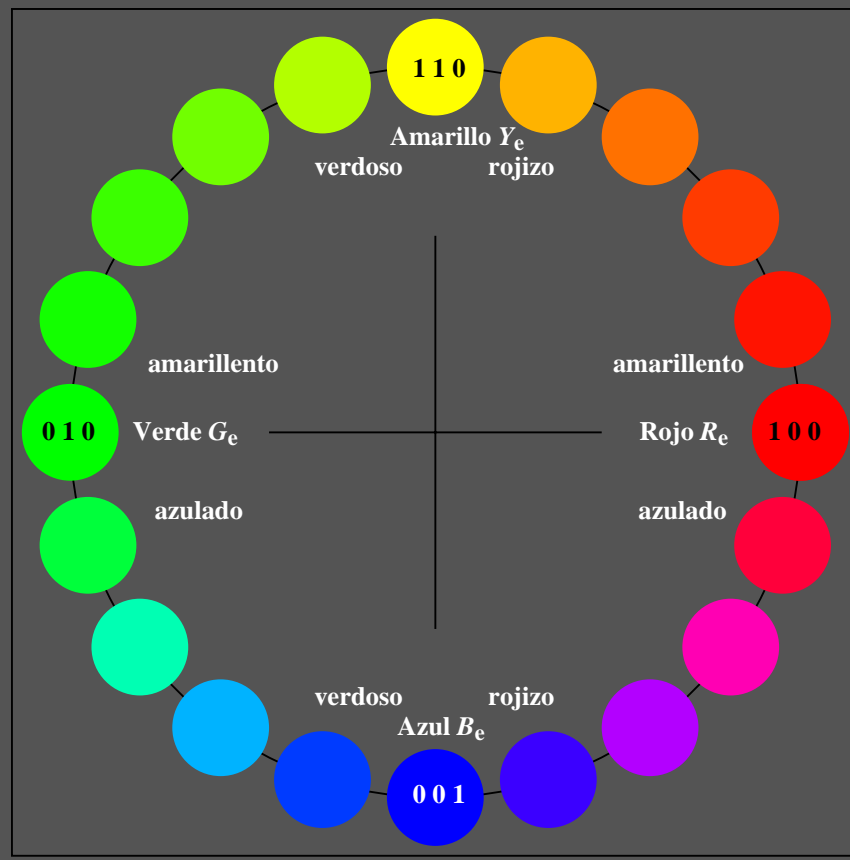 1 1 0
Amarillo Ye
verdoso rojizo
amarillento amarillento
0 1 0 Verde Ge Rojo Re 1 0 0
azulado azulado
verdoso rojizo
Azul Be
0 0 1